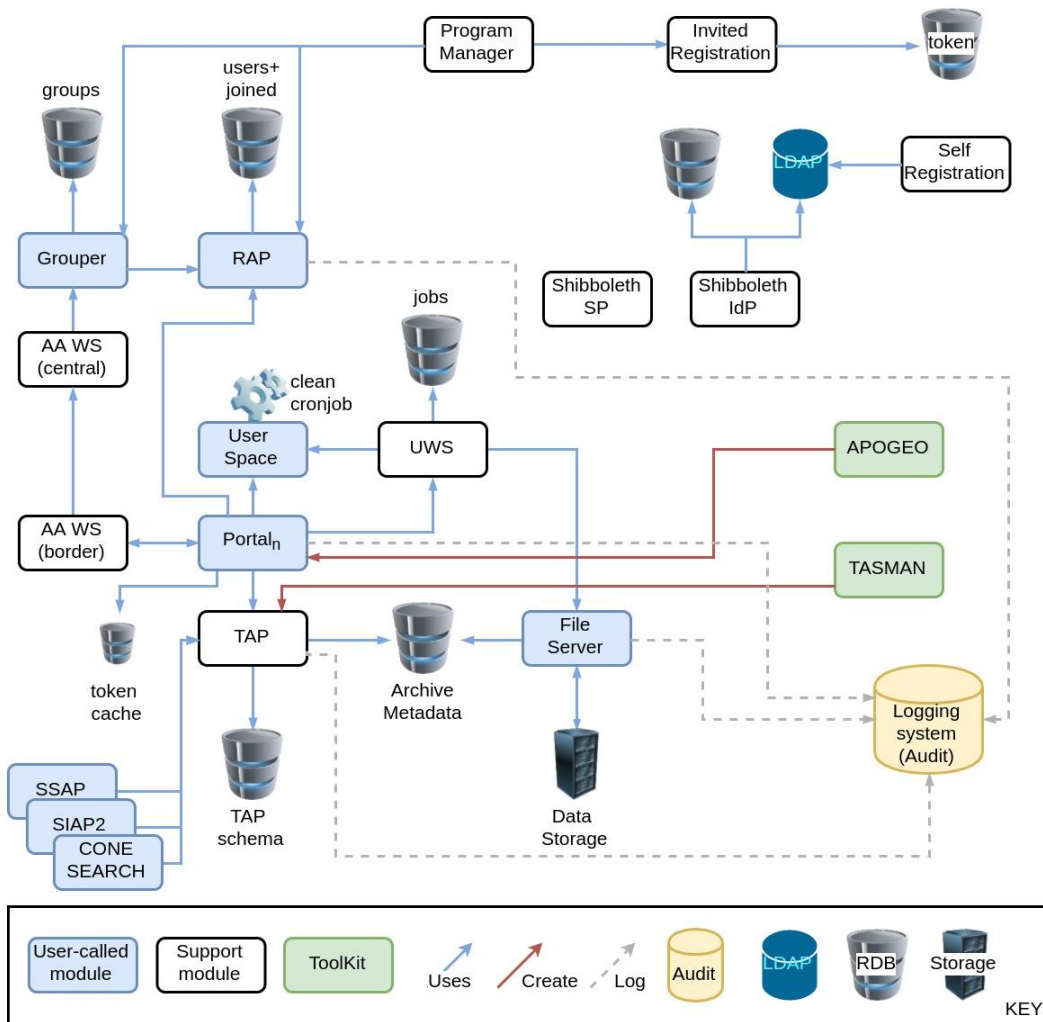 Program
Manager
Invited
Registration
token
groups
users+
joined
LDAP
Self
Registration
Grouper
RAP
Shibboleth
SP
Shibboleth
IdP
jobs
AA WS
(central)
clean
cronjob
User
Space
UWS
APOGEO
AA WS
(border)
Portaln
TASMAN
TAP
File
Server
token
cache
Archive
Metadata
Logging
system
(Audit)
SSAP
SIAP2
CONE
SEARCH
TAP
schema
Data
Storage
User-called
module
Support
module
ToolKit
Uses
Create
Log
Audit
LDAP
RDB
Storage
KEY